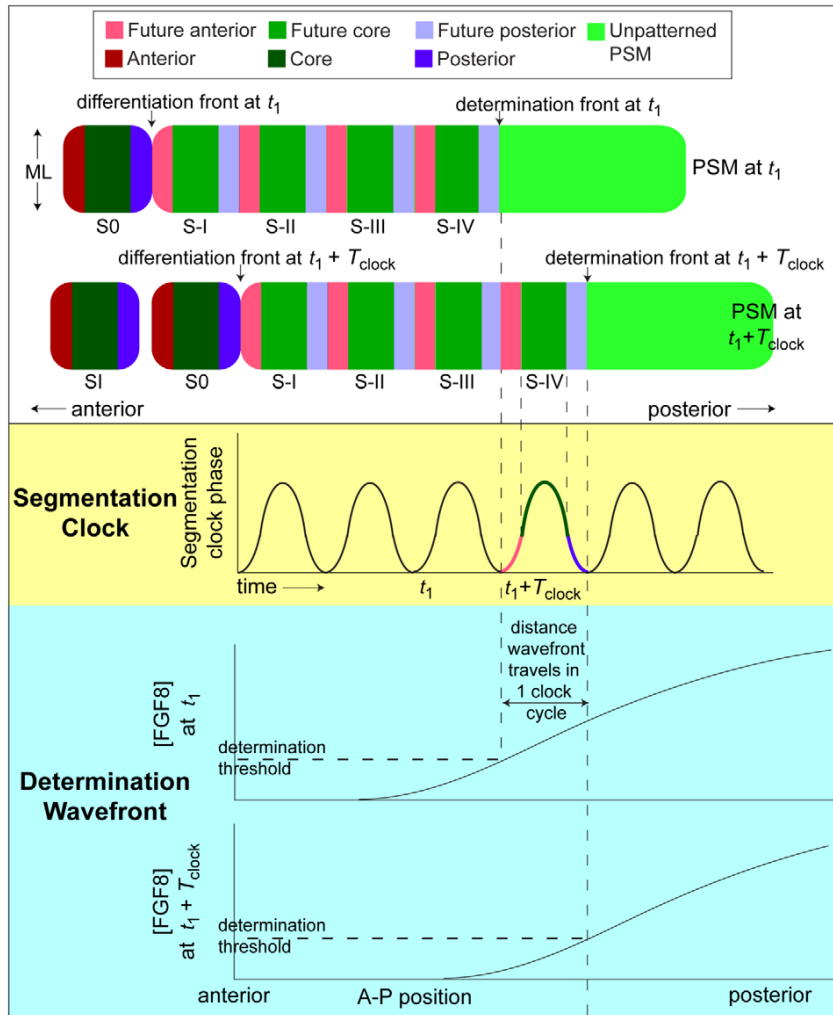 Future anterior
Future core
Future posterior
Unpatterned
PSM
Anterior
Core
Posterior
differentiation front at t₁
determination front at t₁
ML
PSM at t₁
S0
S-I
S-II
S-III
S-IV
differentiation front at t₁ + Tclock
determination front at t₁ + Tclock
PSM at
t₁+Tclock
SI
S0
S-I
S-II
S-III
S-IV
anterior
posterior
Segmentation
Clock
Segmentation
clock phase
time
t₁
t₁+Tclock
distance
wavefront
travels in
1 clock
cycle
[FGF8]
at t₁
determination
threshold
Determination
Wavefront
[FGF8]
at t₁ + Tclock
determination
threshold
anterior
A-P position
posterior